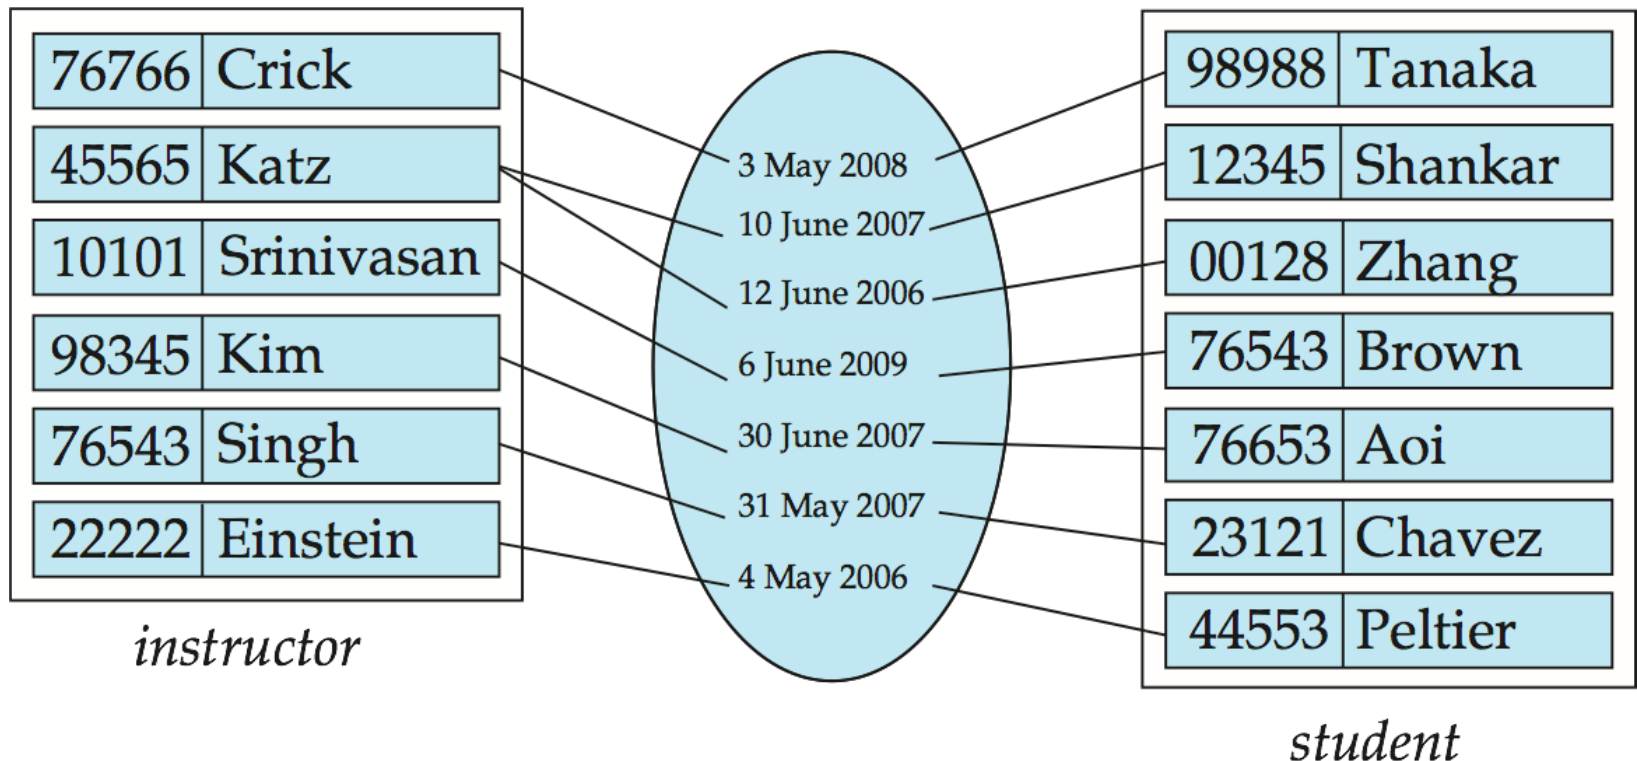 76766 Crick
45565 Katz
10101 Srinivasan
98345 Kim
76543 Singh
22222 Einstein
instructor
3 May 2008
10 June 2007
12 June 2006
6 June 2009
30 June 2007
31 May 2007
4 May 2006
98988 Tanaka
12345 Shankar
00128 Zhang
76543 Brown
76653 Aoi
23121 Chavez
44553 Peltier
student